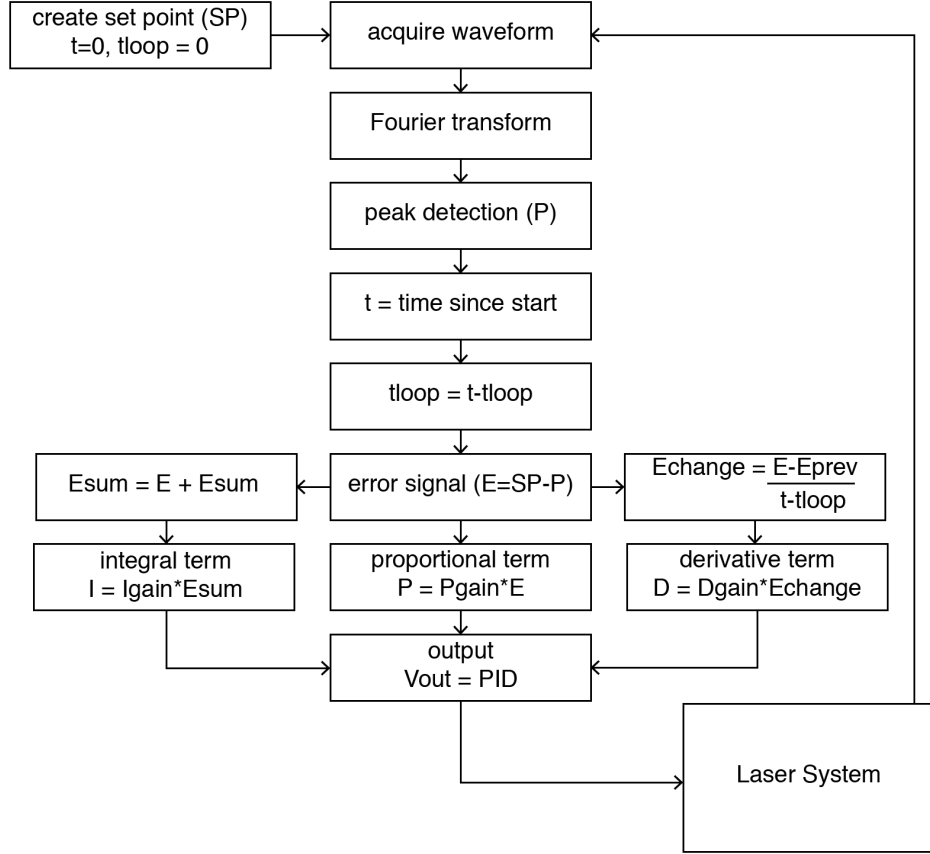 create set point (SP)
t=0, tloop = 0
acquire waveform
Fourier transform
peak detection (P)
t = time since start
tloop = t-tloop
Esum = E + Esum
error signal (E=SP-P)
Echange = E-Eprev
t-tloop
integral term
I = Igain*Esum
proportional term
P = Pgain*E
derivative term
D = Dgain*Echange
output
Vout = PID
Laser System